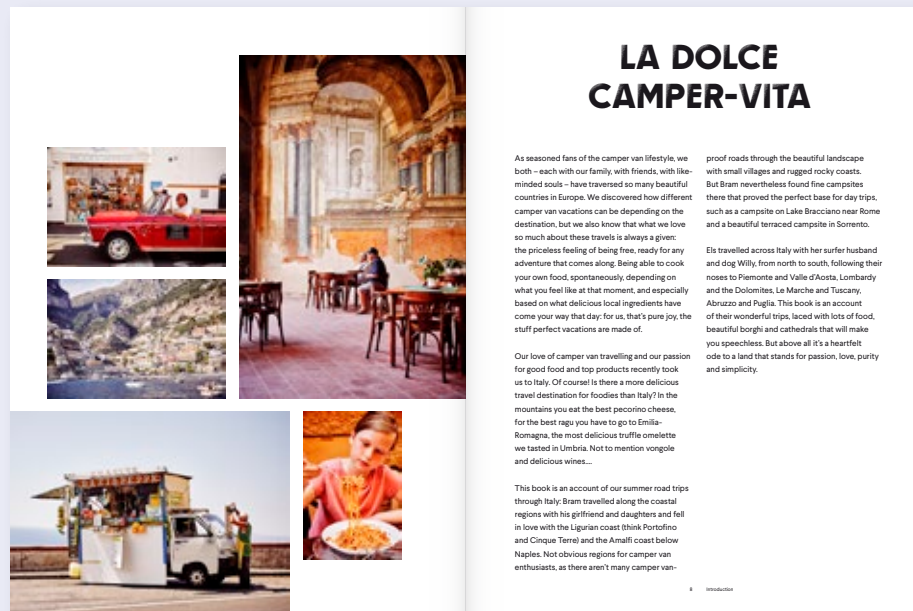 LA DOLCE
CAMPER-VITA
As seasoned fans of the camper van lifestyle, we
both – each with our family, with friends, with like-
minded souls – have traversed so many beautiful
countries in Europe. We discovered how different
camper van vacations can be depending on the
destination, but we also know that what we love
so much about these travels is always a given:
the priceless feeling of being free, ready for any
adventure that comes along. Being able to cook
your own food, spontaneously, depending on
what you feel like at that moment, and especially
based on what delicious local ingredients have
come your way that day: for us, that's pure joy, the
stuff perfect vacations are made of.
Our love of camper van travelling and our passion
for good food and top products recently took
us to Italy. Of course! Is there a more delicious
travel destination for foodies than Italy? In the
mountains you eat the best pecorino cheese,
for the best ragu you have to go to Emilia-
Romagna, the most delicious truffle omelette
we tasted in Umbria. Not to mention vongole
and delicious wines....
This book is an account of our summer road trips
through Italy: Bram travelled along the coastal
regions with his girlfriend and daughters and fell
in love with the Ligurian coast (think Portofino
and Cinque Terre) and the Amalfi coast below
Naples. Not obvious regions for camper van
enthusiasts, as there aren't many camper van-
proof roads through the beautiful landscape
with small villages and rugged rocky coasts.
But Bram nevertheless found fine campsites
there that proved the perfect base for day trips,
such as a campsite on Lake Bracciano near Rome
and a beautiful terraced campsite in Sorrento.
Els travelled across Italy with her surfer husband
and dog Willy, from north to south, following their
noses to Piemonte and Valle d'Aosta, Lombardy
and the Dolomites, Le Marche and Tuscany,
Abruzzo and Puglia. This book is an account
of their wonderful trips, laced with lots of food,
beautiful borghi and cathedrals that will make
you speechless. But above all it's a heartfelt
ode to a land that stands for passion, love, purity
and simplicity.
8 Introduction